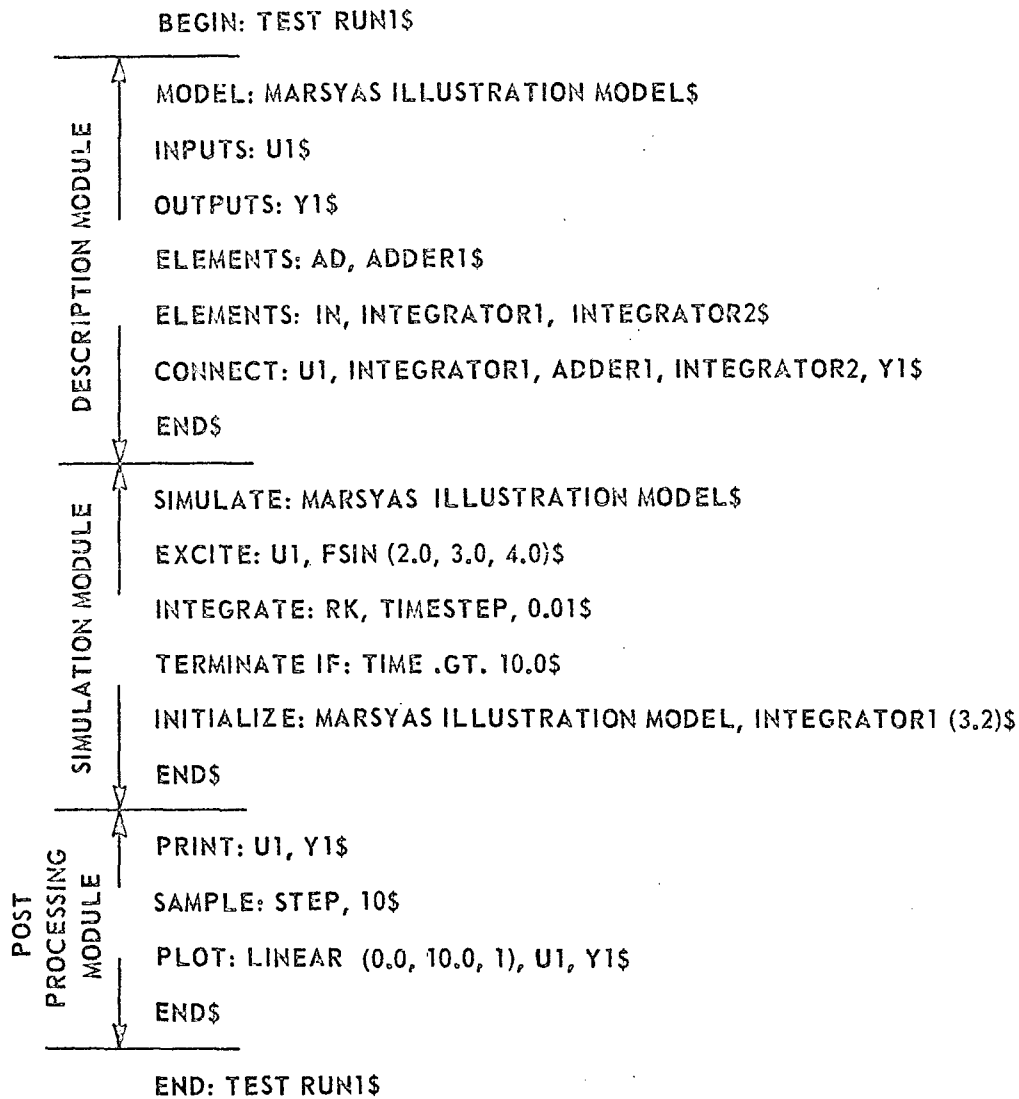 BEGIN: TEST RUN1$
DESCRIPTION MODULE
MODEL: MARSYAS ILLUSTRATION MODEL$
INPUTS: U1$
OUTPUTS: Y1$
ELEMENTS: AD, ADDER1$
ELEMENTS: IN, INTEGRATOR1, INTEGRATOR2$
CONNECT: U1, INTEGRATOR1, ADDER1, INTEGRATOR2, Y1$
END$
SIMULATION MODULE
SIMULATE: MARSYAS ILLUSTRATION MODEL$
EXCITE: U1, FSIN (2.0, 3.0, 4.0)$
INTEGRATE: RK, TIMESTEP, 0.01$
TERMINATE IF: TIME .GT. 10.0$
INITIALIZE: MARSYAS ILLUSTRATION MODEL, INTEGRATOR1 (3.2)$
END$
POST
PROCESSING
MODULE
PRINT: U1, Y1$
SAMPLE: STEP, 10$
PLOT: LINEAR (0.0, 10.0, 1), U1, Y1$
END$
END: TEST RUN1$